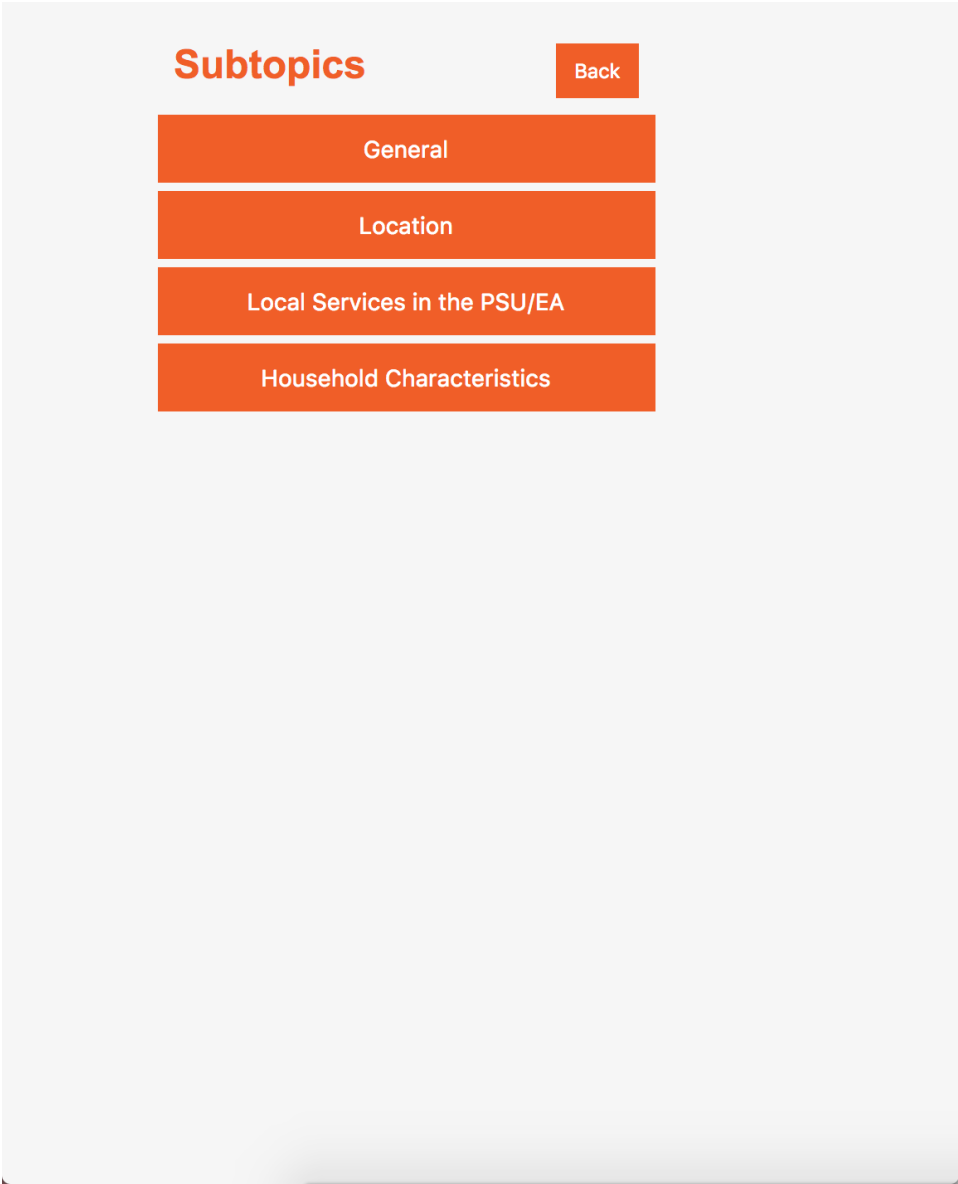 Subtopics
Back
General
Location
Local Services in the PSU/EA
Household Characteristics